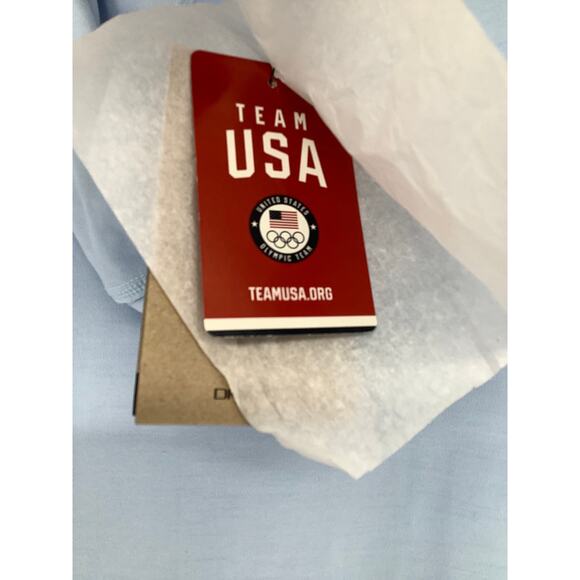 TEAM
USA
UNITED STATES
OLYMPIC TEAM
TEAMUSA.ORG